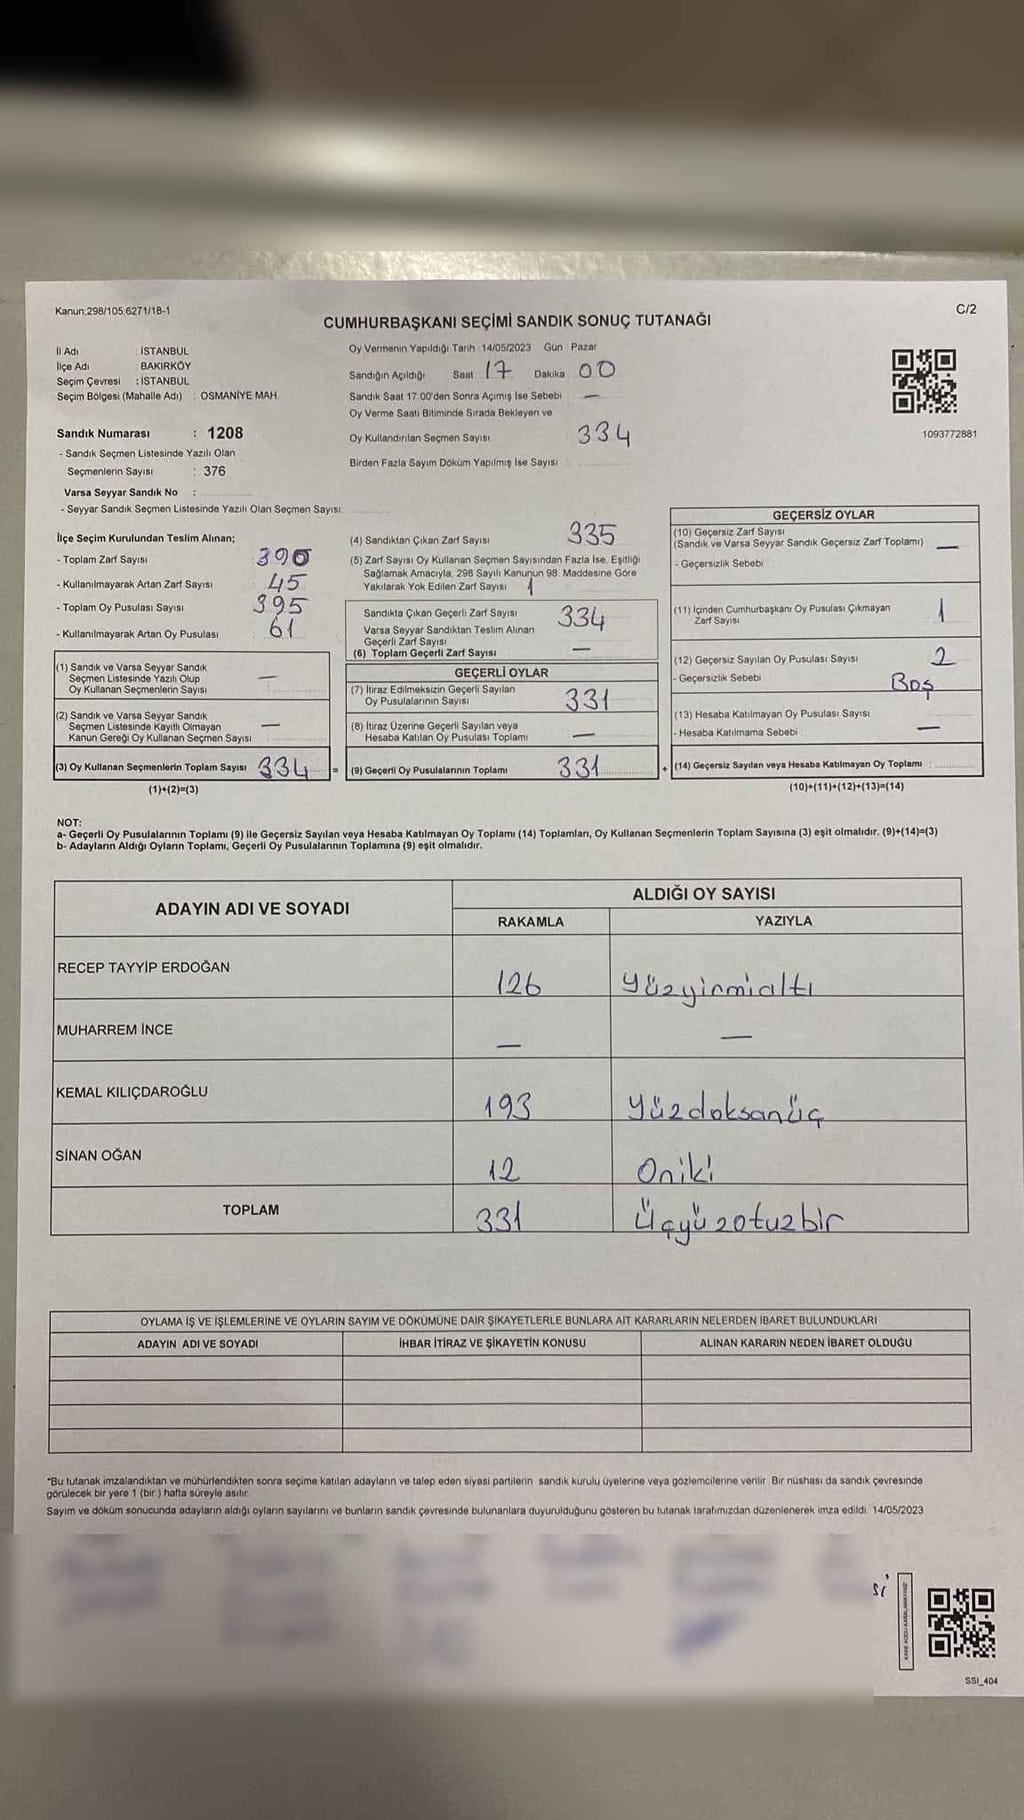 Kanun;298/105;6271/18-1
C/2
CUMHURBAŞKANI SEÇİMİ SANDIK SONUÇ TUTANAĞI
İl Adı : İSTANBUL
İlçe Adı : BAKIRKÖY
Seçim Çevresi : İSTANBUL
Seçim Bölgesi (Mahalle Adı) : OSMANİYE MAH.
Sandık Numarası : 1208
- Sandık Seçmen Listesinde Yazılı Olan
Seçmenlerin Sayısı : 376
Varsa Seyyar Sandık No :
- Seyyar Sandık Seçmen Listesinde Yazılı Olan Seçmen Sayısı:
Oy Vermenin Yapıldığı Tarih 14/05/2023 Gün Pazar
Sandığın Açıldığı Saat 17 Dakika 00
Sandık Saat 17.00'den Sonra Açımış İse Sebebi —
Oy Verme Saati Bitiminde Sırada Bekleyen ve
Oy Kullandırılan Seçmen Sayısı 334
Birden Fazla Sayım Döküm Yapılmış İse Sayısı
1093772881
İlçe Seçim Kurulundan Teslim Alınan;
- Toplam Zarf Sayısı 390
- Kullanılmayarak Artan Zarf Sayısı 45
- Toplam Oy Pusulası Sayısı 395
- Kullanılmayarak Artan Oy Pusulası 61
(1) Sandık ve Varsa Seyyar Sandık
Seçmen Listesinde Yazılı Olup
Oy Kullanan Seçmenlerin Sayısı —
(2) Sandık ve Varsa Seyyar Sandık
Seçmen Listesinde Kayıtlı Olmayan
Kanun Gereği Oy Kullanan Seçmen Sayısı —
(3) Oy Kullanan Seçmenlerin Toplam Sayısı 334 =
(1)+(2)=(3)
(4) Sandıktan Çıkan Zarf Sayısı 335
(5) Zarf Sayısı Oy Kullanan Seçmen Sayısından Fazla İse, Eşitliği
Sağlamak Amacıyla, 298 Sayılı Kanunun 98. Maddesine Göre
Yakılarak Yok Edilen Zarf Sayısı 1
Sandıkta Çıkan Geçerli Zarf Sayısı 334
Varsa Seyyar Sandıktan Teslim Alınan
Geçerli Zarf Sayısı
(6) Toplam Geçerli Zarf Sayısı —
GEÇERLİ OYLAR
(7) İtiraz Edilmeksizin Geçerli Sayılan
Oy Pusulalarının Sayısı 331
(8) İtiraz Üzerine Geçerli Sayılan veya
Hesaba Katılan Oy Pusulası Toplamı —
(9) Geçerli Oy Pusulalarının Toplamı 331 +
GEÇERSİZ OYLAR
(10) Geçersiz Zarf Sayısı
(Sandık ve Varsa Seyyar Sandık Geçersiz Zarf Toplamı) —
- Geçersizlik Sebebi
(11) İçinden Cumhurbaşkanı Oy Pusulası Çıkmayan
Zarf Sayısı 1
(12) Geçersiz Sayılan Oy Pusulası Sayısı 2
- Geçersizlik Sebebi Boş
(13) Hesaba Katılmayan Oy Pusulası Sayısı
- Hesaba Katılmama Sebebi —
(14) Geçersiz Sayılan veya Hesaba Katılmayan Oy Toplamı :
(10)+(11)+(12)+(13)=(14)
NOT:
a- Geçerli Oy Pusulalarının Toplamı (9) ile Geçersiz Sayılan veya Hesaba Katılmayan Oy Toplamı (14) Toplamları, Oy Kullanan Seçmenlerin Toplam Sayısına (3) eşit olmalıdır. (9)+(14)=(3)
b- Adayların Aldığı Oyların Toplamı, Geçerli Oy Pusulalarının Toplamına (9) eşit olmalıdır.
ADAYIN ADI VE SOYADI
ALDIĞI OY SAYISI
RAKAMLA YAZIYLA
RECEP TAYYİP ERDOĞAN 126 Yüzyirmialtı
MUHARREM İNCE — —
KEMAL KILIÇDAROĞLU 193 Yüzdoksanüç
SİNAN OĞAN 12 Oniki
TOPLAM 331 Üçyüzotuzbir
OYLAMA İŞ VE İŞLEMLERİNE VE OYLARIN SAYIM VE DÖKÜMÜNE DAİR ŞİKAYETLERLE BUNLARA AİT KARARLARIN NELERDEN İBARET BULUNDUKLARI
ADAYIN ADI VE SOYADI İHBAR İTİRAZ VE ŞİKAYETİN KONUSU ALINAN KARARIN NEDEN İBARET OLDUĞU
*Bu tutanak imzalandıktan ve mühürlendikten sonra seçime katılan adayların ve talep eden siyasi partilerin sandık kurulu üyelerine veya gözlemcilerine verilir. Bir nüshası da sandık çevresinde
görülecek bir yere 1 (bir) hafta süreyle asılır.
Sayım ve döküm sonucunda adayların aldığı oyların sayılarını ve bunların sandık çevresinde bulunanlara duyurulduğunu gösteren bu tutanak tarafımızdan düzenlenerek imza edildi. 14/05/2023
SSI_404